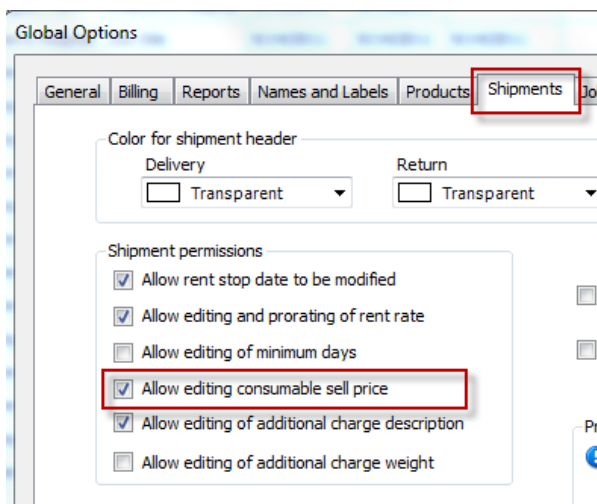 Global Options
General Billing Reports Names and Labels Products Shipments
Color for shipment header
Delivery Return
Transparent Transparent
Shipment permissions
Allow rent stop date to be modified
Allow editing and prorating of rent rate
Allow editing of minimum days
Allow editing consumable sell price
Allow editing of additional charge description
Allow editing of additional charge weight